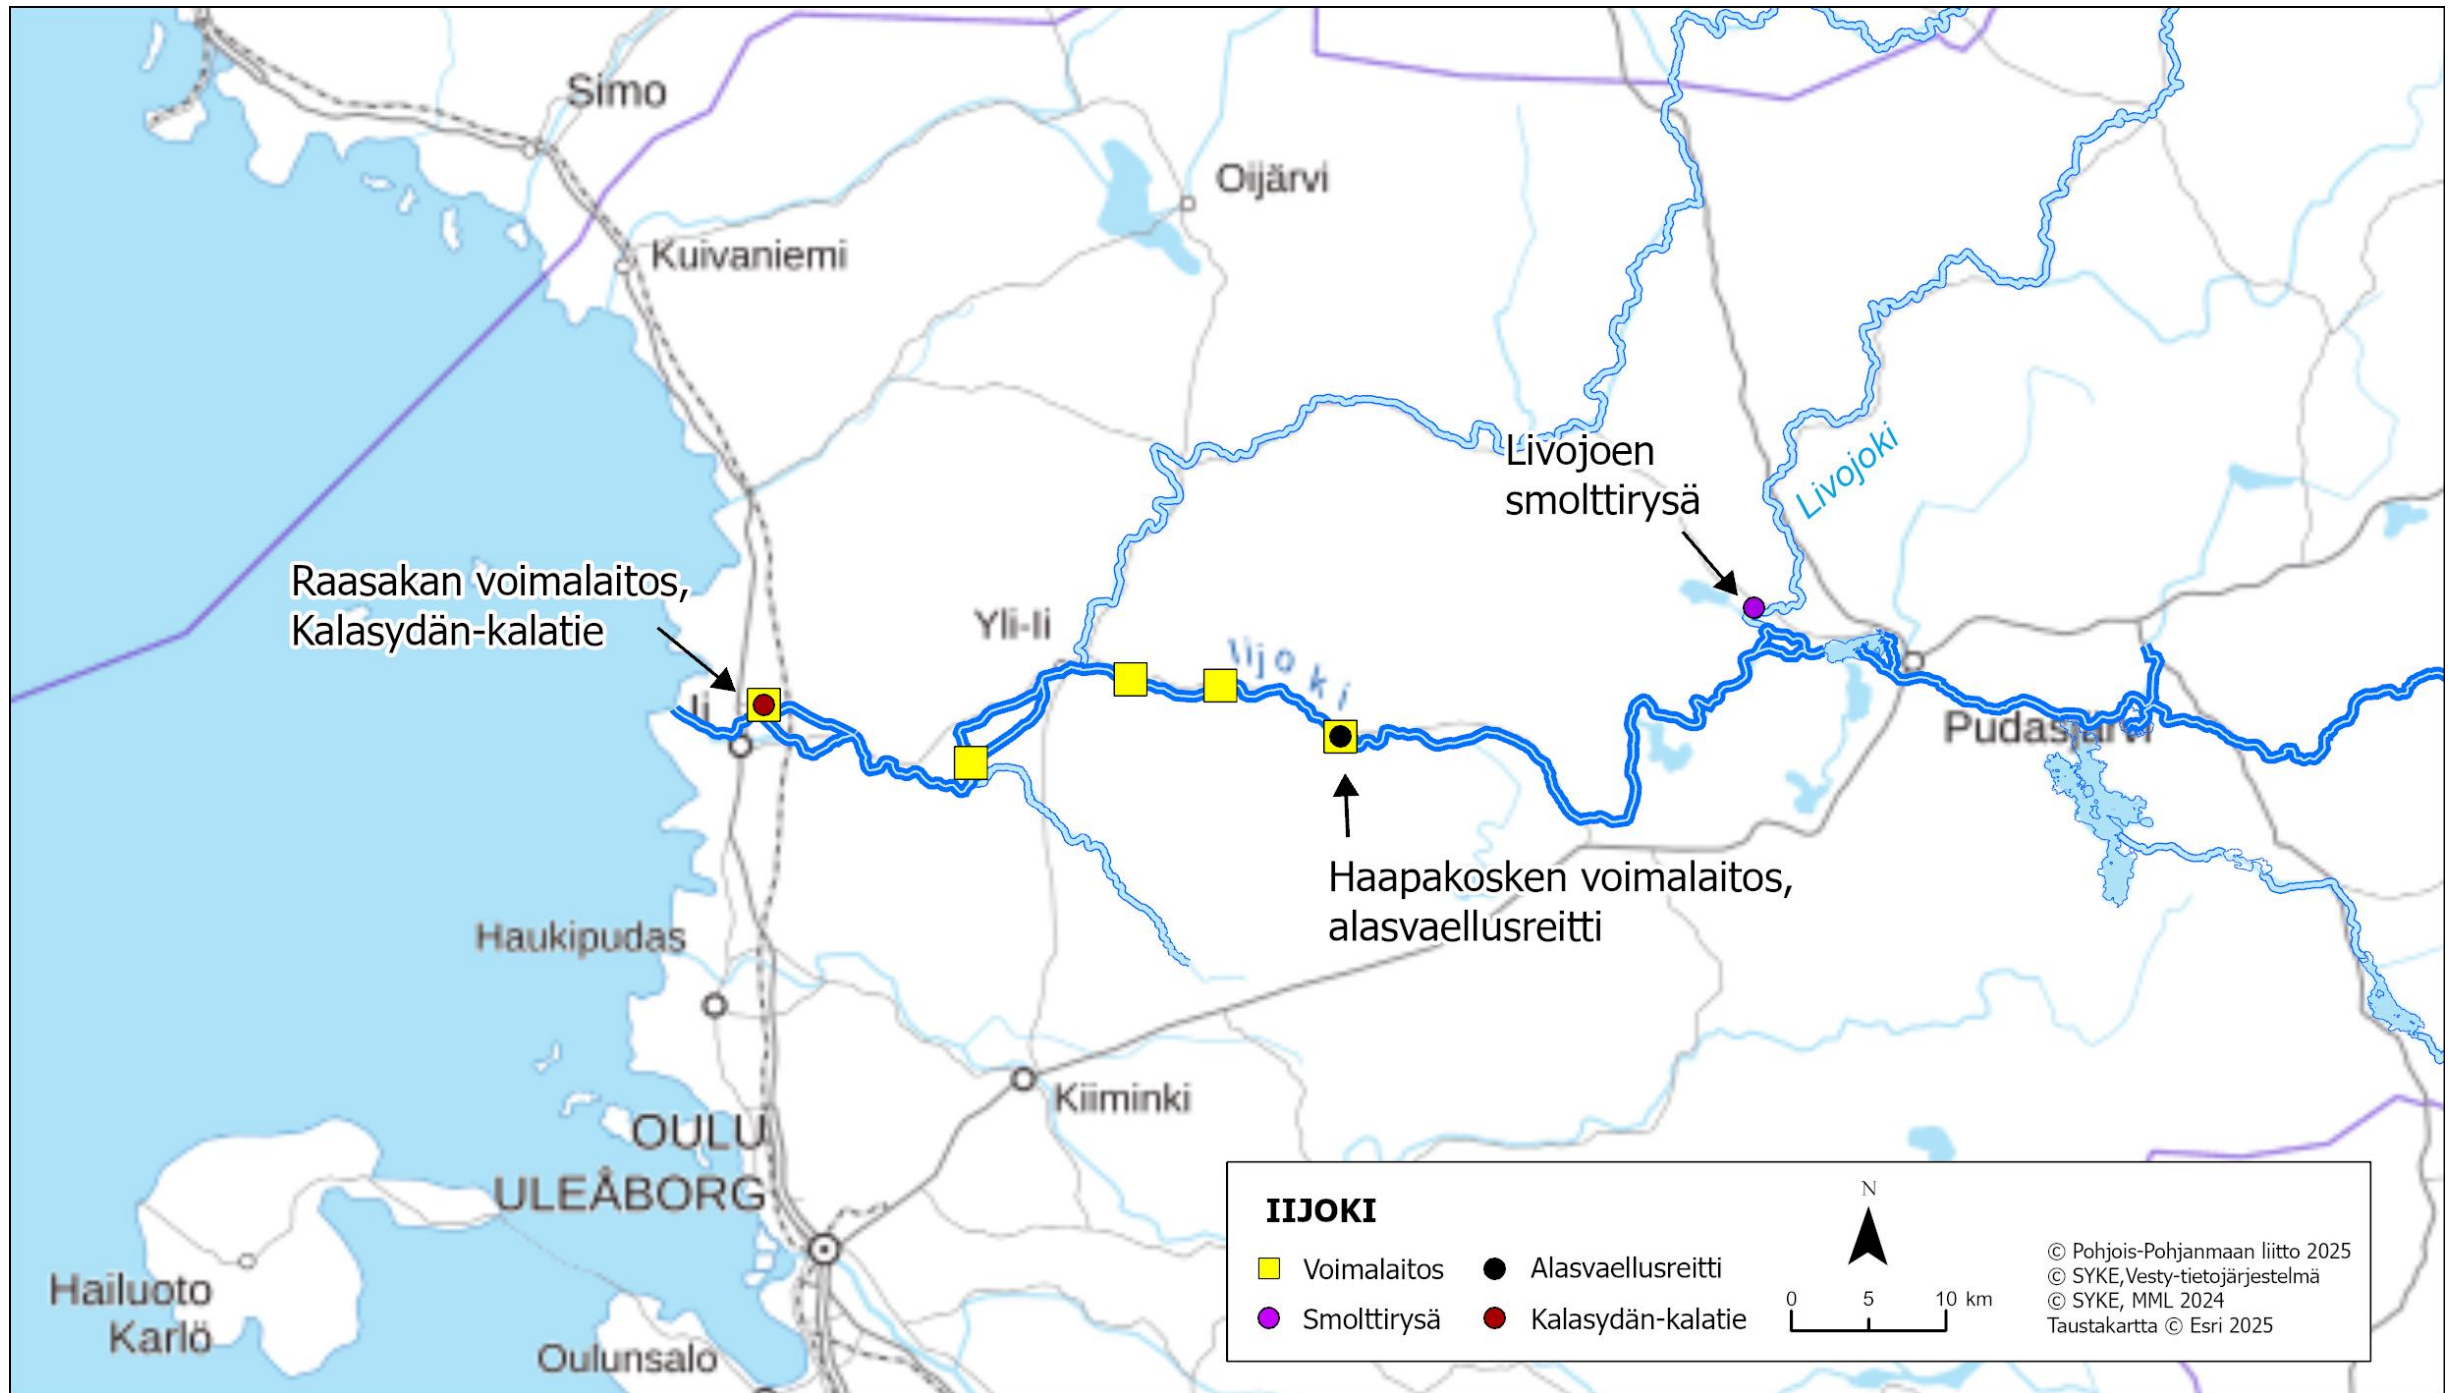 Simo
Oijärvi
Kuivaniemi
Livojoen
smolttirysä
Livojoki
Raasakan voimalaitos,
Kalasydän-kalatie
Yli-Ii
Iijoki
Ii
Pudasjärvi
Haapakosken voimalaitos,
alasvaellusreitti
Haukipudas
Kiiminki
OULU
ULEÅBORG
Hailuoto
Karlö
Oulunsalo
IIJOKI
Voimalaitos
Alasvaellusreitti
Smolttirysä
Kalasydän-kalatie
N
0 5 10 km
© Pohjois-Pohjanmaan liitto 2025
© SYKE,Vesty-tietojärjestelmä
© SYKE, MML 2024
Taustakartta © Esri 2025